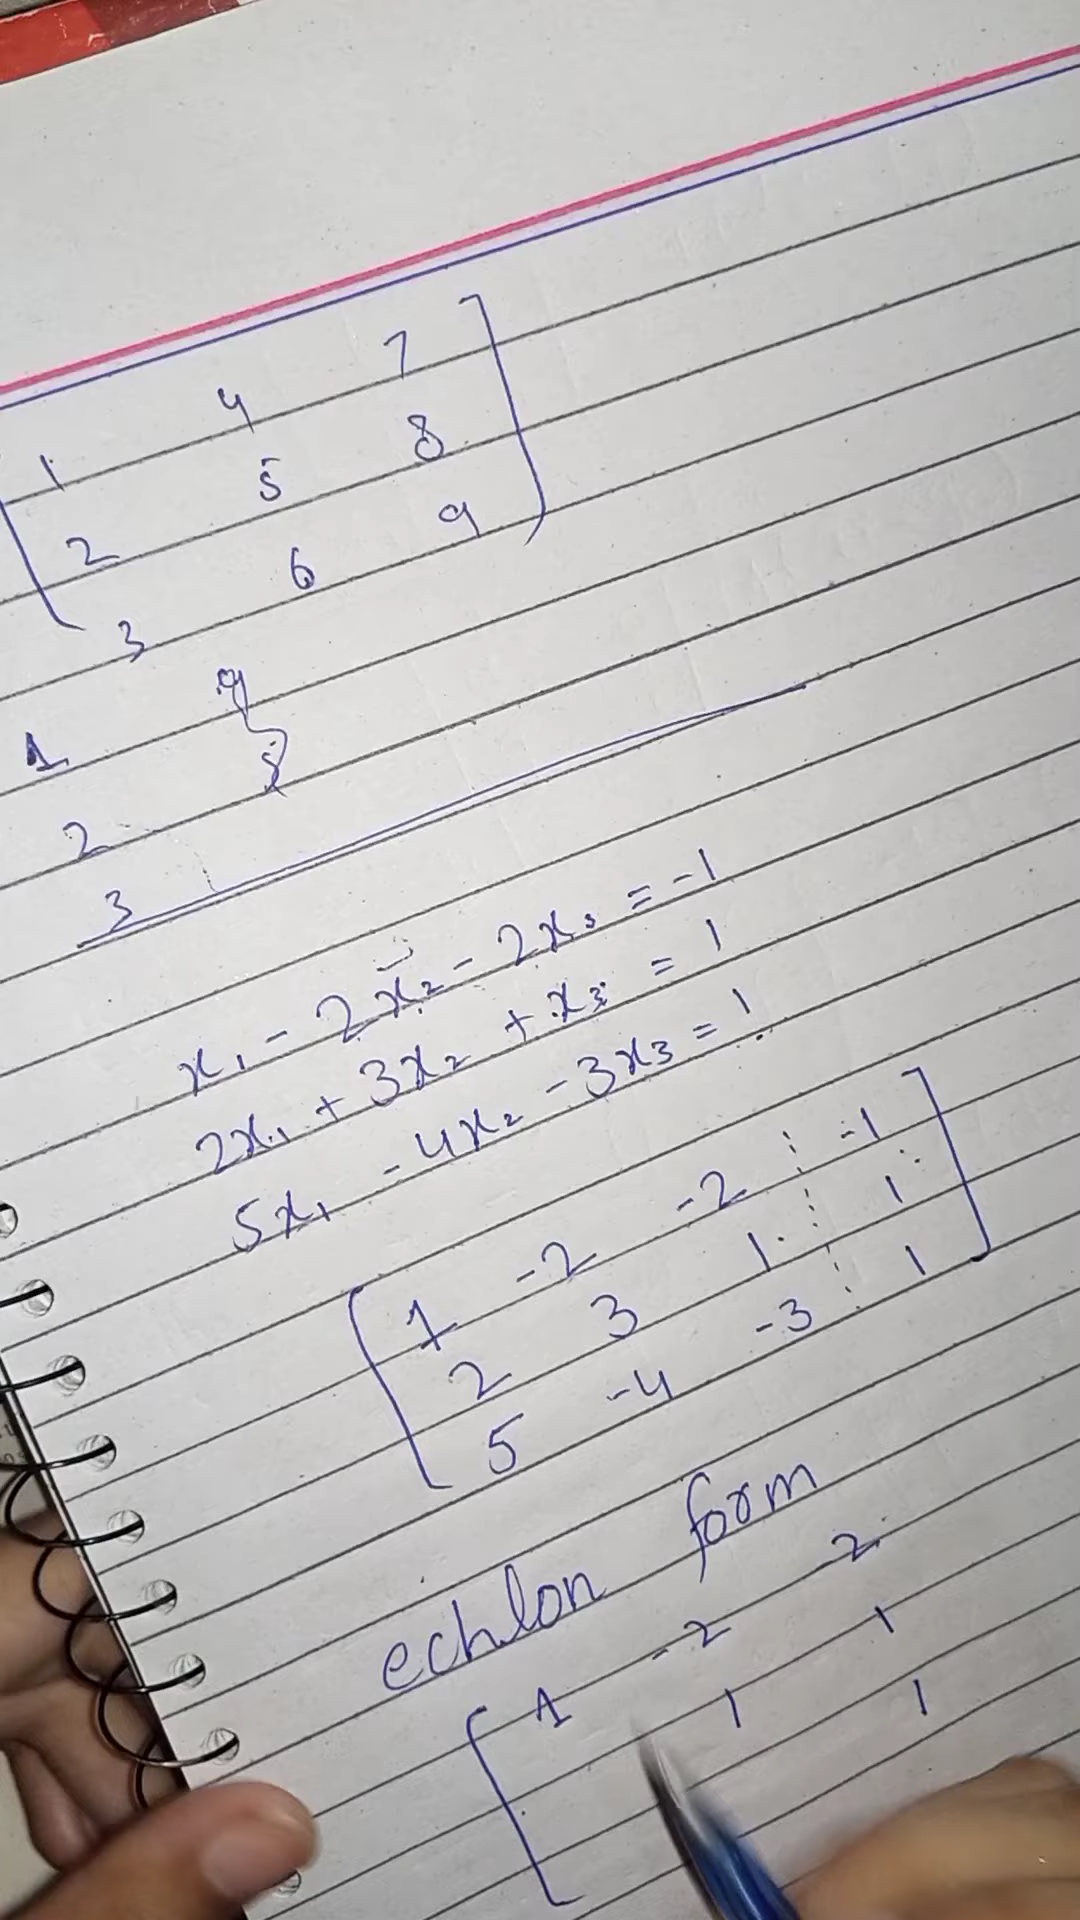 1 4 7
2 5 8
3 6 9
1 9
2 8
3
x₁ - 2x₂ - 2x₃ = -1
2x₁ + 3x₂ + x₃ = 1
5x₁ - 4x₂ - 3x₃ = 1
1 -2 -2 -1
2 3 1 1
5 -4 -3 1
echlon form
1 -2 2
1 1
1